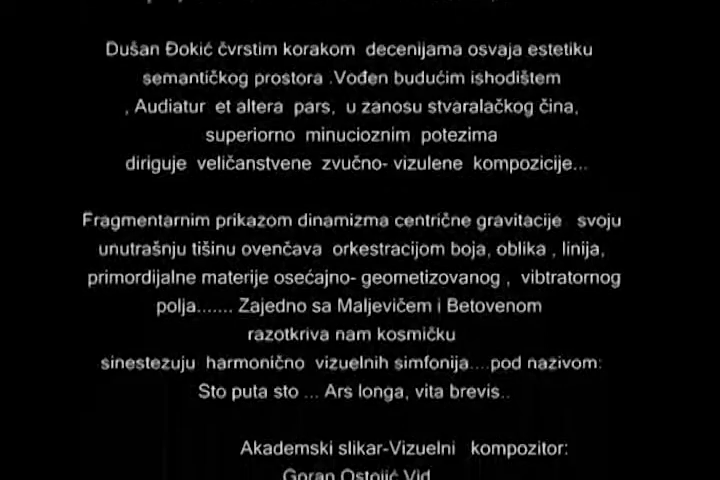 Dušan Đokić čvrstim korakom decenijama osvaja estetiku
semantičkog prostora .Vođen budućim ishodištem
, Audiatur et altera pars, u zanosu stvaralačkog čina,
superiorno minucioznim potezima
diriguje veličanstvene zvučno- vizulene kompozicije...
Fragmentarnim prikazom dinamizma centrične gravitacije svoju
unutrašnju tišinu ovenčava orkestracijom boja, oblika , linija,
primordijalne materije osećajno- geometizovanog , vibtratornog
polja....... Zajedno sa Maljevičem i Betovenom
razotkriva nam kosmičku
sinestezuju harmonično vizuelnih simfonija....pod nazivom:
Sto puta sto ... Ars longa, vita brevis..
Akademski slikar-Vizuelni kompozitor:
Goran Ostojić Vid